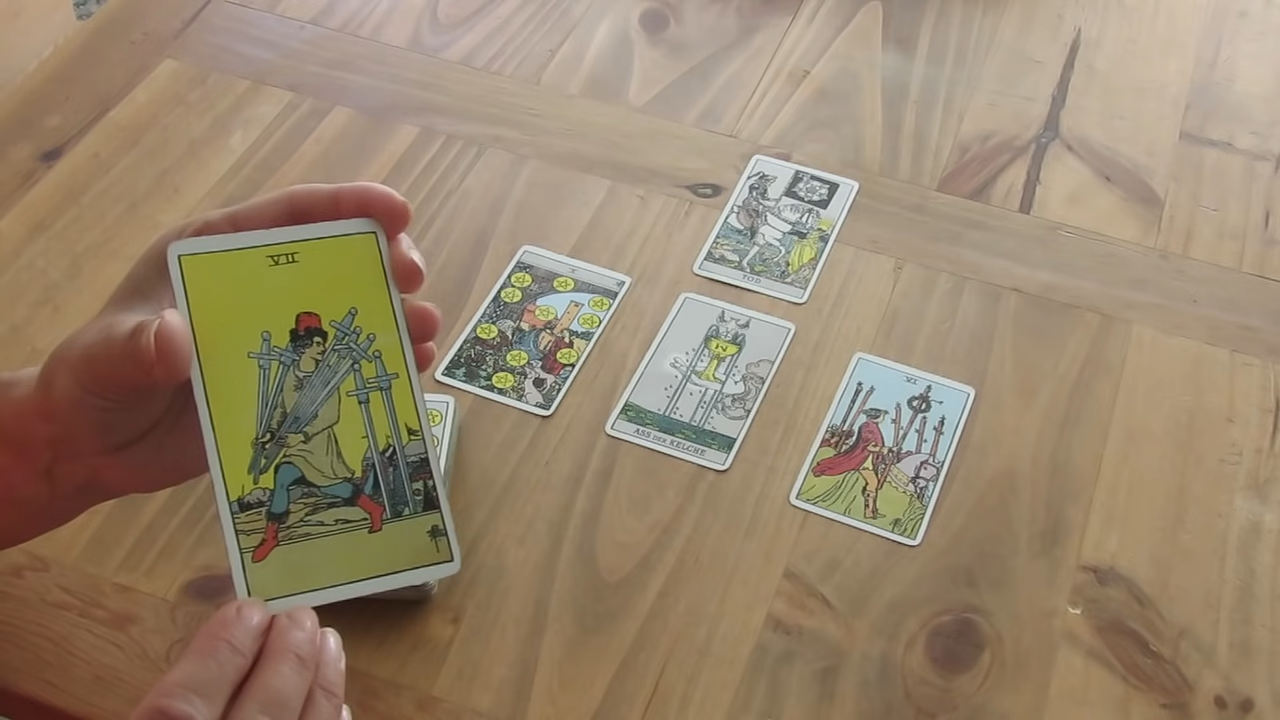 VII
X
TOD
ASS DER KELCHE
VI